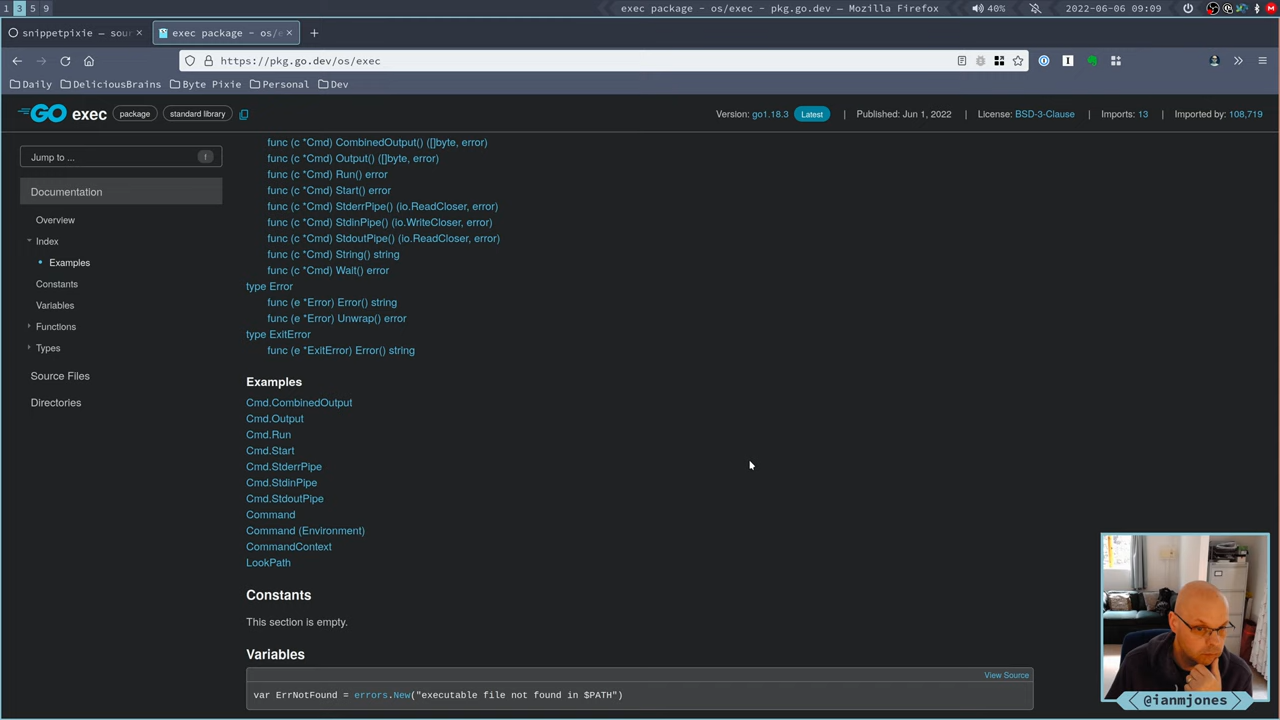 1 3 5 9 exec package - os/exec - pkg.go.dev — Mozilla Firefox 40% 2022-06-06 09:09
snippetpixie — sour × exec package - os/e × +
https://pkg.go.dev/os/exec
Daily DeliciousBrains Byte Pixie Personal Dev
GO exec package standard library Version: go1.18.3 Latest | Published: Jun 1, 2022 | License: BSD-3-Clause | Imports: 13 | Imported by: 108,719
Jump to ... f
Documentation
Overview
Index
Examples
Constants
Variables
Functions
Types
Source Files
Directories
func (c *Cmd) CombinedOutput() ([]byte, error)
func (c *Cmd) Output() ([]byte, error)
func (c *Cmd) Run() error
func (c *Cmd) Start() error
func (c *Cmd) StderrPipe() (io.ReadCloser, error)
func (c *Cmd) StdinPipe() (io.WriteCloser, error)
func (c *Cmd) StdoutPipe() (io.ReadCloser, error)
func (c *Cmd) String() string
func (c *Cmd) Wait() error
type Error
func (e *Error) Error() string
func (e *Error) Unwrap() error
type ExitError
func (e *ExitError) Error() string
Examples
Cmd.CombinedOutput
Cmd.Output
Cmd.Run
Cmd.Start
Cmd.StderrPipe
Cmd.StdinPipe
Cmd.StdoutPipe
Command
Command (Environment)
CommandContext
LookPath
Constants
This section is empty.
Variables
View Source
var ErrNotFound = errors.New("executable file not found in $PATH")
@ianmjones